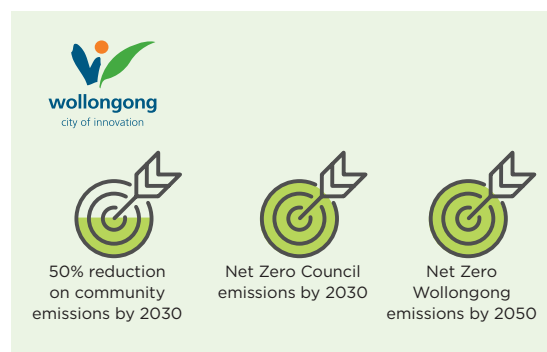 wollongong
city of innovation
50% reduction
on community
emissions by 2030
Net Zero Council
emissions by 2030
Net Zero
Wollongong
emissions by 2050